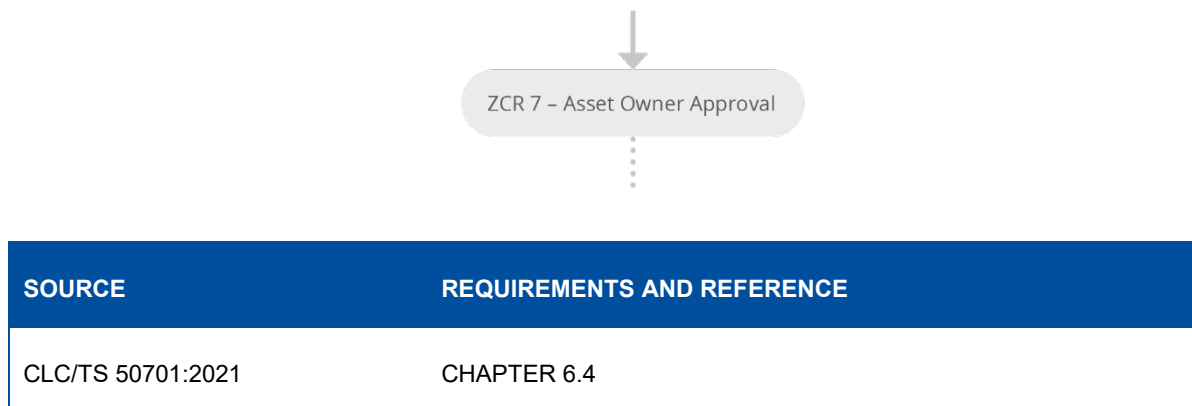 ZCR 7 – Asset Owner Approval
SOURCE REQUIREMENTS AND REFERENCE
CLC/TS 50701:2021 CHAPTER 6.4